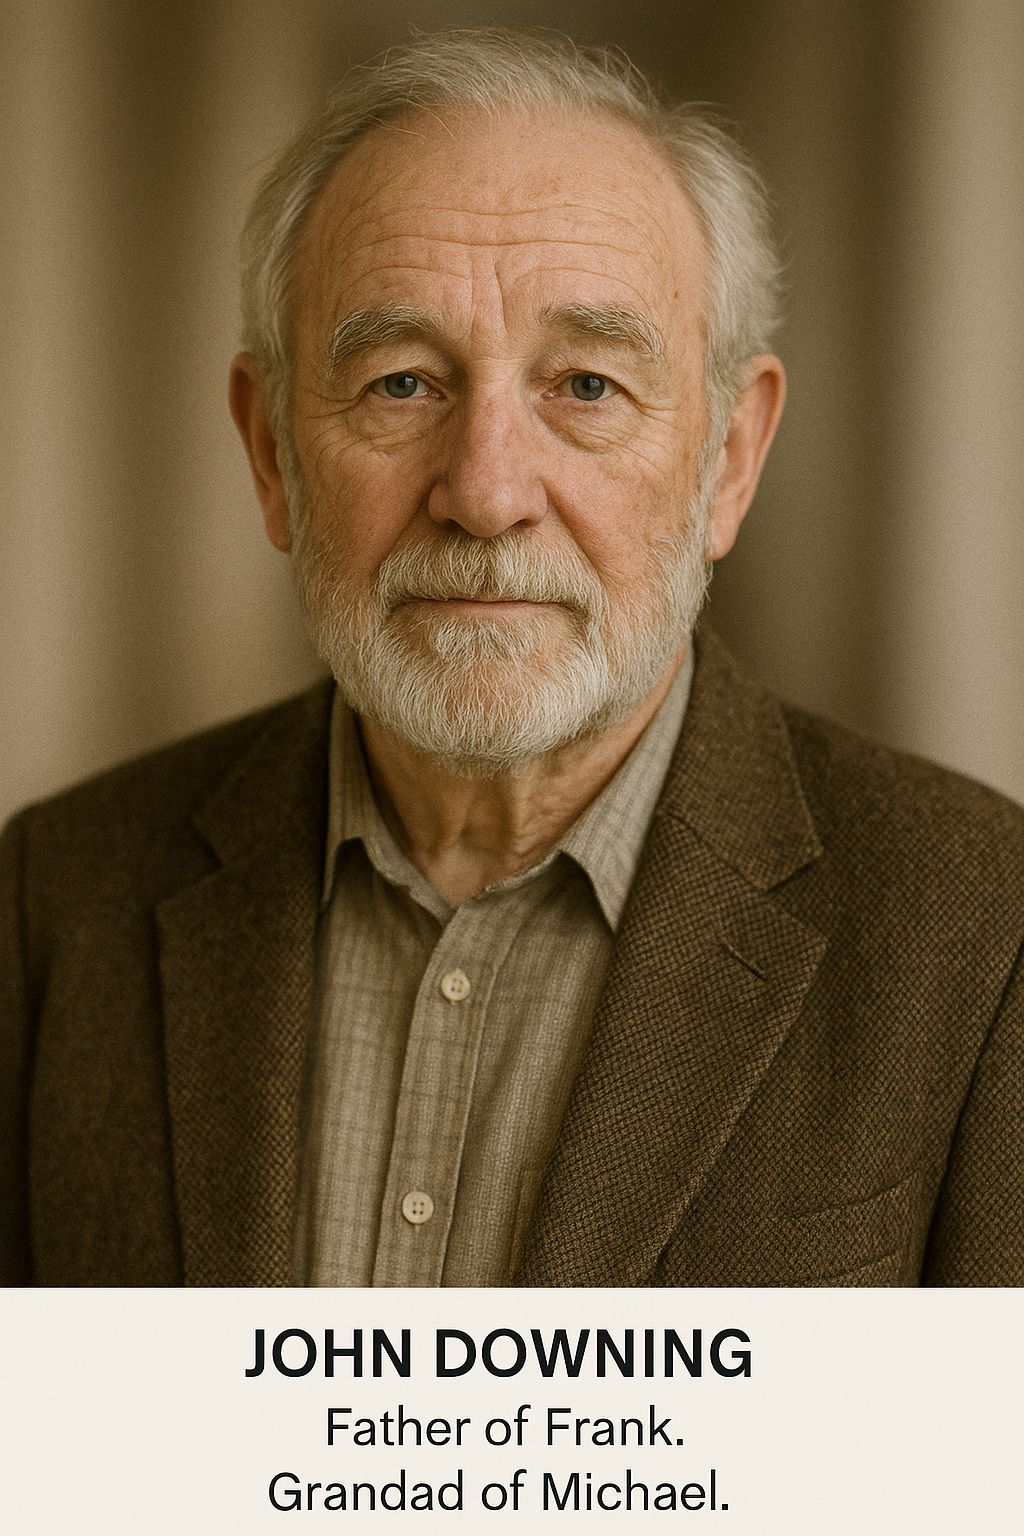 JOHN DOWNING
Father of Frank.
Grandad of Michael.